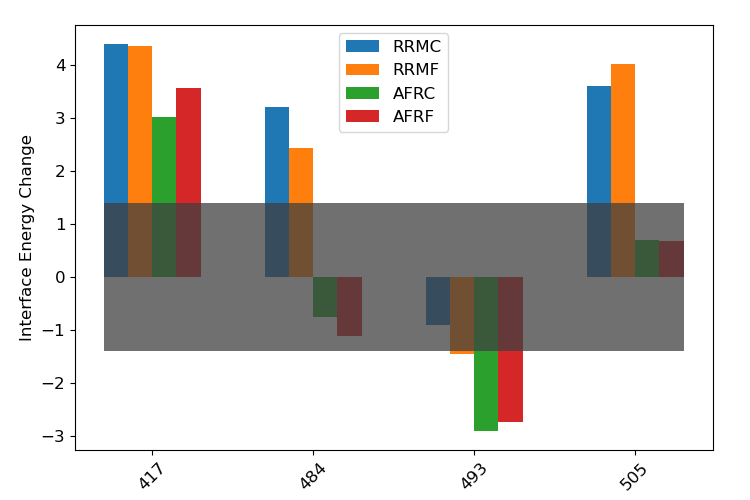 RRMC
RRMF
AFRC
AFRF
Interface Energy Change
4
3
2
1
0
−1
−2
−3
417
484
493
505